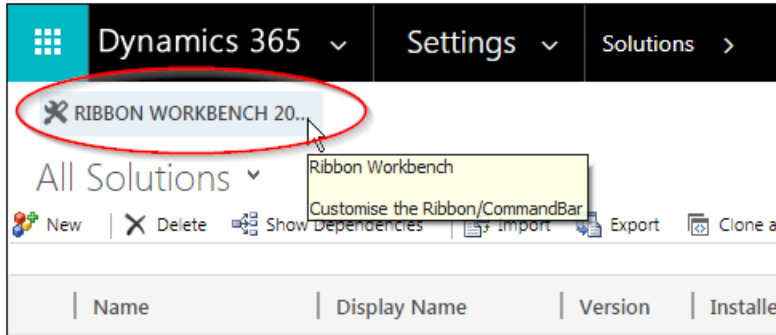 Dynamics 365 Settings Solutions
RIBBON WORKBENCH 20...
Ribbon Workbench
All Solutions
Customise the Ribbon/CommandBar
New Delete Show Dependencies Import Export Clone a
Name Display Name Version Installe